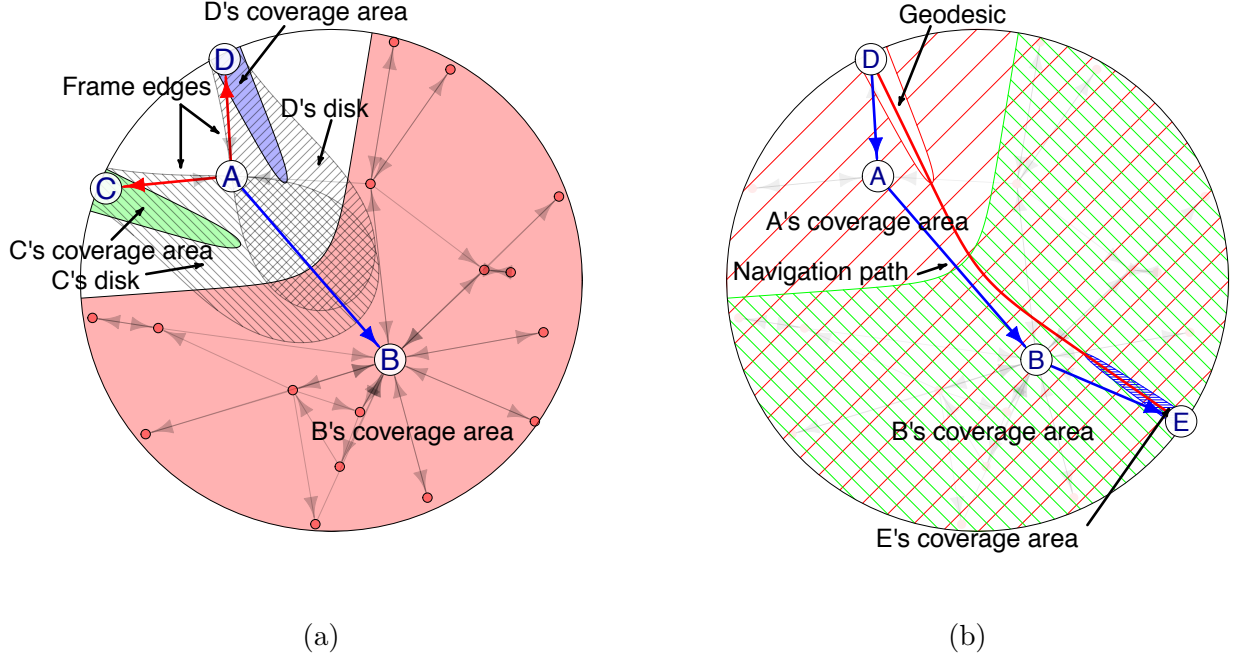 D's coverage area
D
Frame edges
D's disk
A
C
C's coverage area
C's disk
B
B's coverage area
(a)
Geodesic
D
A
A's coverage area
Navigation path
B
B's coverage area
E
E's coverage area
(b)